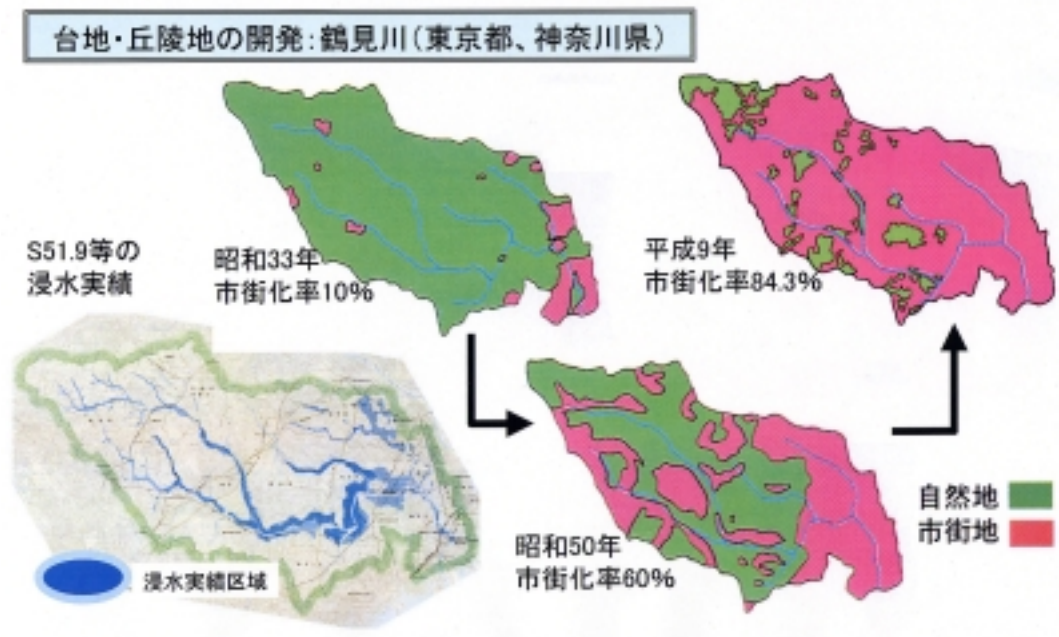 台地・丘陵地の開発：鶴見川（東京都、神奈川県）
S51.9等の
浸水実績
昭和33年
市街化率10%
平成9年
市街化率84.3%
昭和50年
市街化率60%
自然地
市街地
浸水実績区域